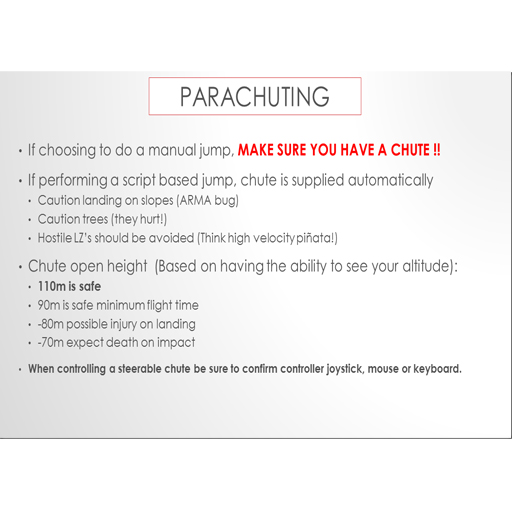 PARACHUTING
• If choosing to do a manual jump, MAKE SURE YOU HAVE A CHUTE !!
• If performing a script based jump, chute is supplied automatically
• Caution landing on slopes (ARMA bug)
• Caution trees (they hurt!)
• Hostile LZ's should be avoided (Think high velocity piñata!)
• Chute open height (Based on having the ability to see your altitude):
• 110m is safe
• 90m is safe minimum flight time
• -80m possible injury on landing
• -70m expect death on impact
• When controlling a steerable chute be sure to confirm controller joystick, mouse or keyboard.